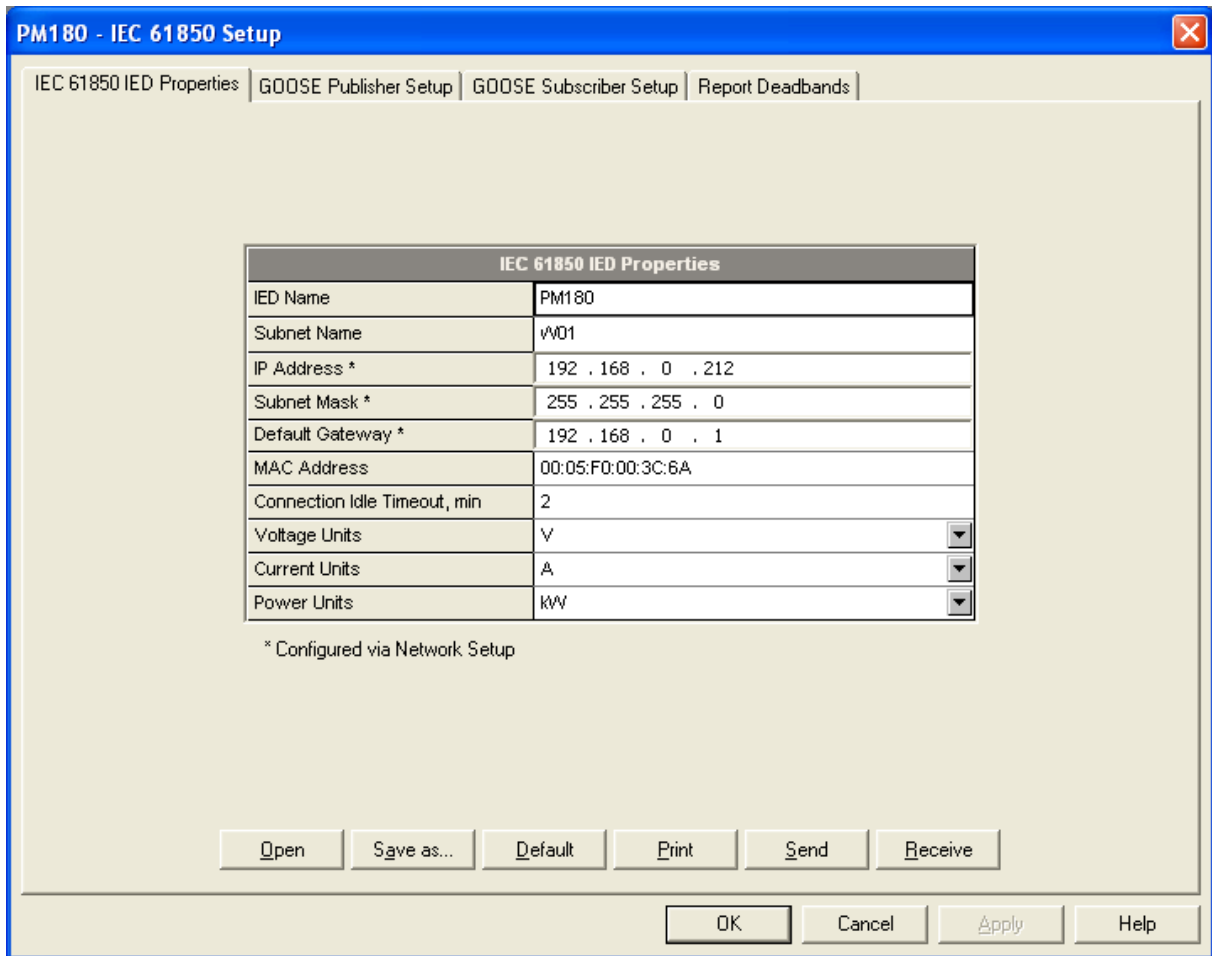 PM180 - IEC 61850 Setup
IEC 61850 IED Properties GOOSE Publisher Setup GOOSE Subscriber Setup Report Deadbands
IEC 61850 IED Properties
IED Name PM180
Subnet Name W01
IP Address * 192 . 168 . 0 . 212
Subnet Mask * 255 . 255 . 255 . 0
Default Gateway * 192 . 168 . 0 . 1
MAC Address 00:05:F0:00:3C:6A
Connection Idle Timeout, min 2
Voltage Units V
Current Units A
Power Units kW
* Configured via Network Setup
Open Save as... Default Print Send Receive
OK Cancel Apply Help